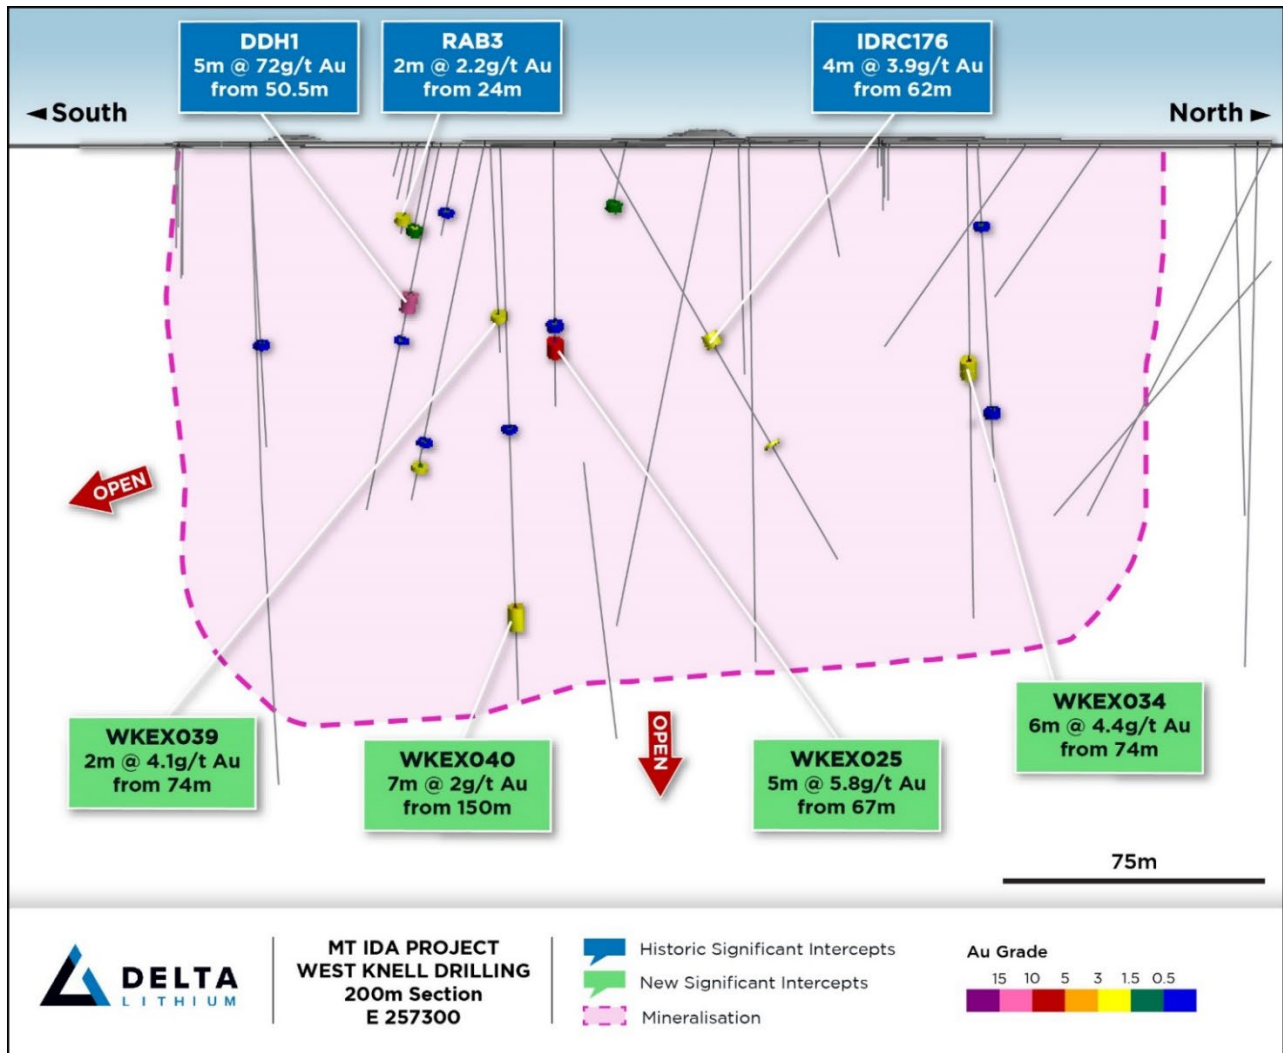 DDH1
5m @ 72g/t Au
from 50.5m
RAB3
2m @ 2.2g/t Au
from 24m
IDRC176
4m @ 3.9g/t Au
from 62m
◄ South
North ►
OPEN
WKEX039
2m @ 4.1g/t Au
from 74m
WKEX040
7m @ 2g/t Au
from 150m
OPEN
WKEX025
5m @ 5.8g/t Au
from 67m
WKEX034
6m @ 4.4g/t Au
from 74m
75m
DELTA
LITHIUM
MT IDA PROJECT
WEST KNELL DRILLING
200m Section
E 257300
Historic Significant Intercepts
New Significant Intercepts
Mineralisation
Au Grade
15 10 5 3 1.5 0.5